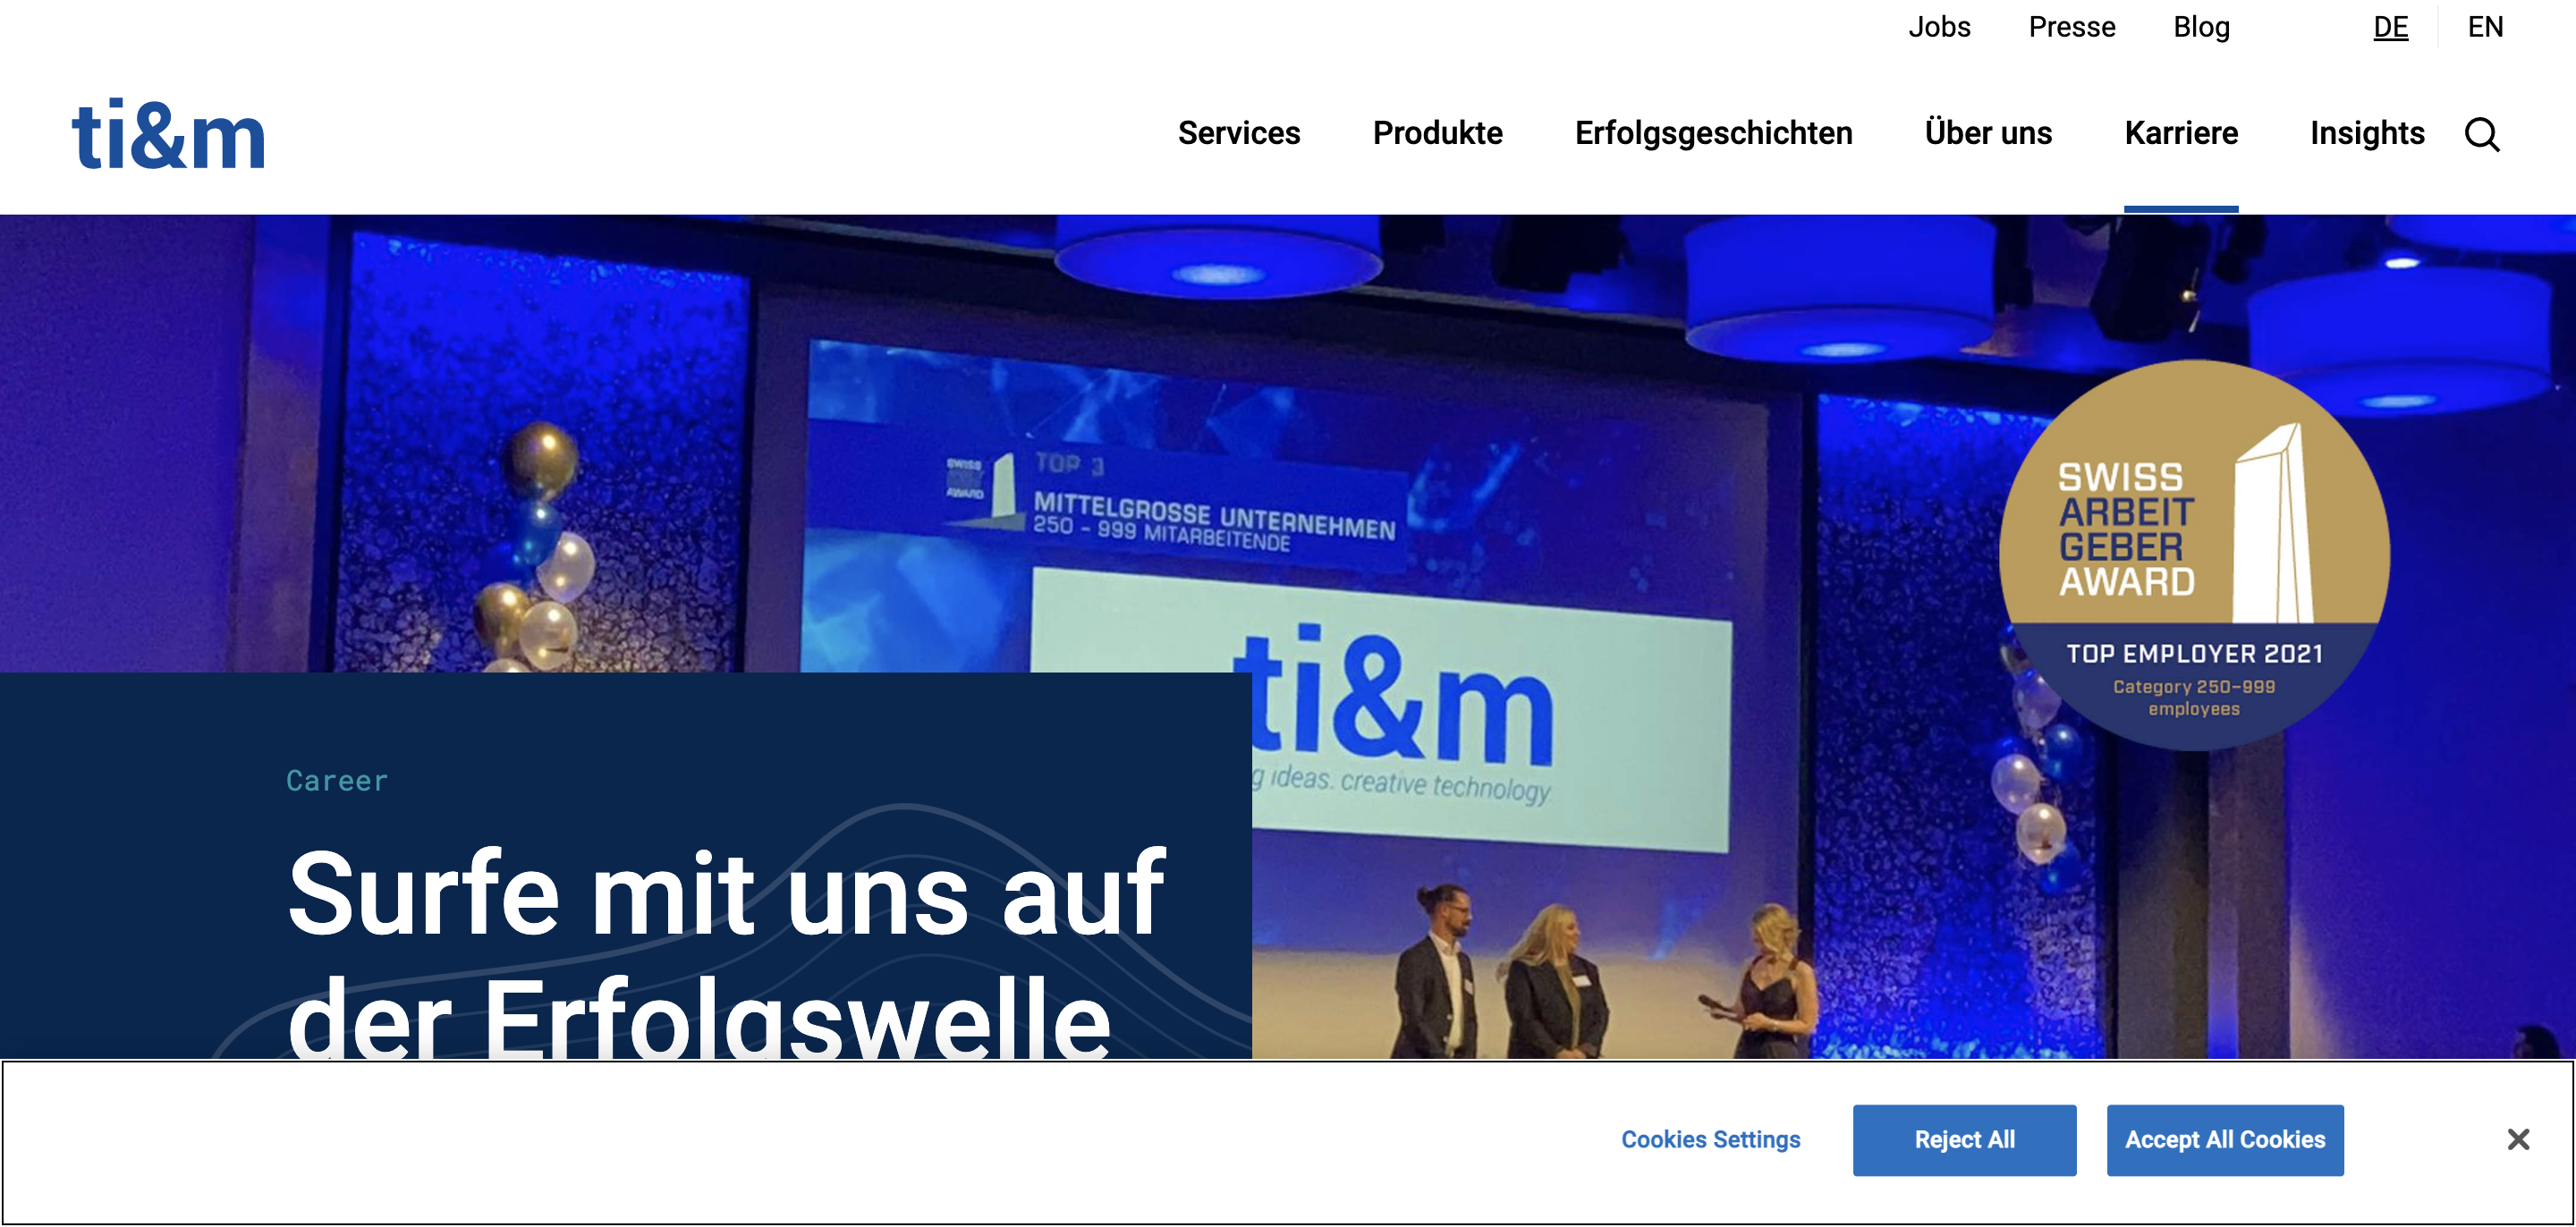 Jobs Presse Blog DE EN
ti&m
Services Produkte Erfolgsgeschichten Über uns Karriere Insights
TOP 3
MITTELGROSSE UNTERNEHMEN
250 - 999 MITARBEITENDE
SWISS
AWARD
ti&m
g ideas. creative technology
SWISS
ARBEIT
GEBER
AWARD
TOP EMPLOYER 2021
Category 250-999
employees
Career
Surfe mit uns auf
der Erfolgswelle
Cookies Settings Reject All Accept All Cookies